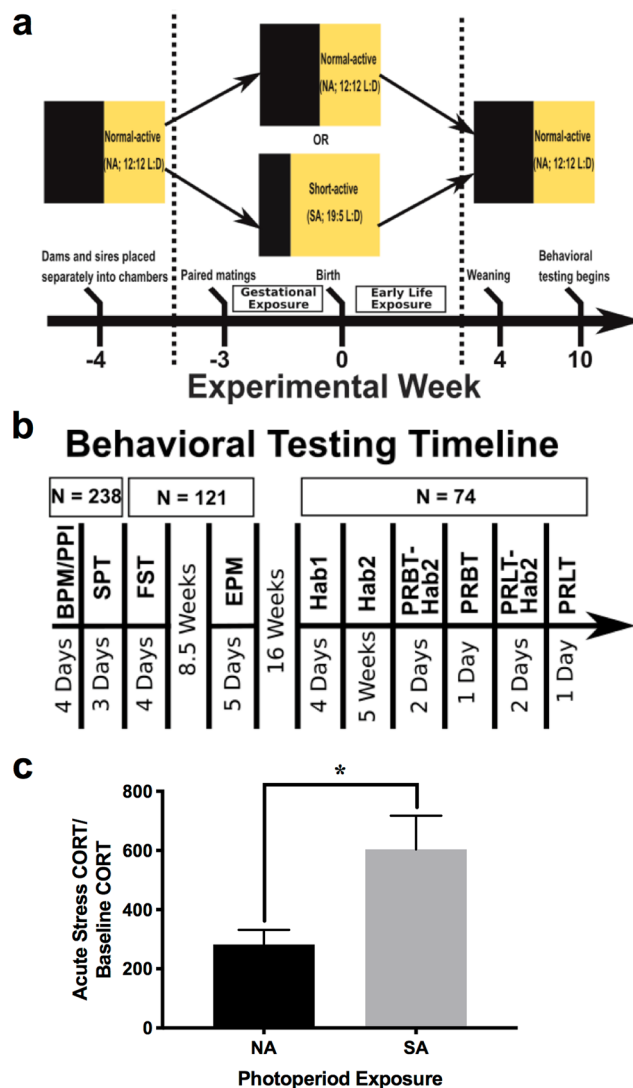 a
Normal-active
(NA; 12:12 L:D)
OR
Normal-active
(NA; 12:12 L:D)
Short-active
(SA; 19:5 L:D)
Normal-active
(NA; 12:12 L:D)
Dams and sires placed
separately into chambers
Paired matings
Birth
Weaning
Behavioral
testing begins
Gestational
Exposure
Early Life
Exposure
-4
-3
0
4
10
Experimental Week
b
Behavioral Testing Timeline
N = 238
N = 121
N = 74
BPM/PPI
SPT
FST
8.5 Weeks
EPM
16 Weeks
Hab1
Hab2
PRBT-
Hab2
PRBT
PRLT-
Hab2
PRLT
4 Days
3 Days
4 Days
5 Days
4 Days
5 Weeks
2 Days
1 Day
2 Days
1 Day
c
*
800
600
400
200
0
Acute Stress CORT/
Baseline CORT
NA
SA
Photoperiod Exposure